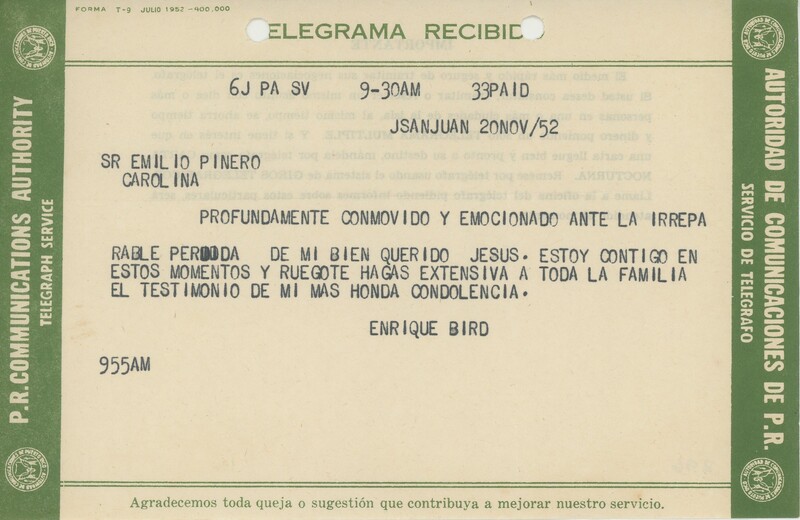 FORMA T-9 JULIO 1952-400,000
TELEGRAMA RECIBIDO
6J PA SV 9-30AM 33PAID
JSANJUAN 20NOV/52
SR EMILIO PINERO
CAROLINA
PROFUNDAMENTE CONMOVIDO Y EMOCIONADO ANTE LA IRREPA
RABLE PERDIDA DE MI BIEN QUERIDO JESUS. ESTOY CONTIGO EN
ESTOS MOMENTOS Y RUEGOTE HAGAS EXTENSIVA A TODA LA FAMILIA
EL TESTIMONIO DE MI MAS HONDA CONDOLENCIA.
ENRIQUE BIRD
955AM
Agradecemos toda queja o sugestión que contribuya a mejorar nuestro servicio.
P.R. COMMUNICATIONS AUTHORITY
TELEGRAPH SERVICE
AUTORIDAD DE COMUNICACIONES DE P.R.
SERVICIO DE TELEGRAFO